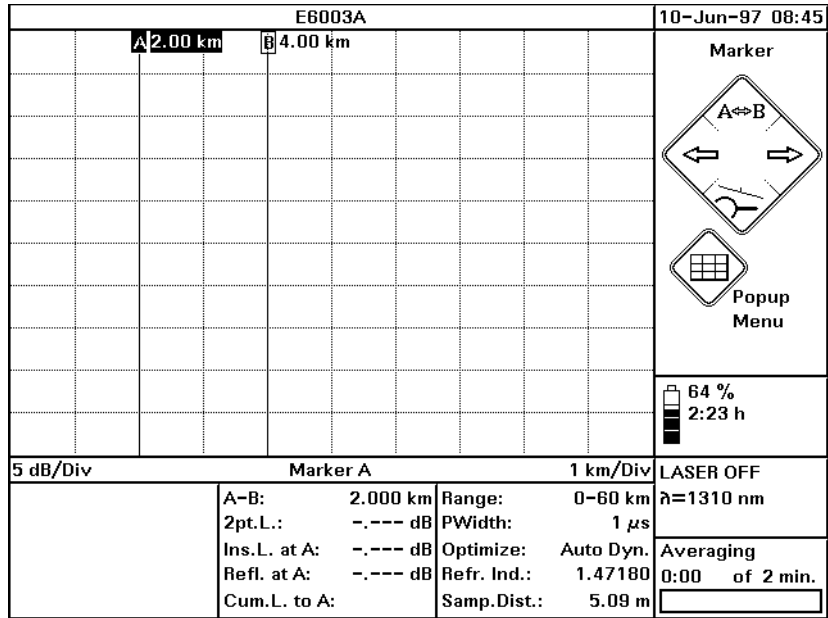 E6003A
10-Jun-97 08:45
A 2.00 km
B 4.00 km
Marker
A⇔B
Popup
Menu
64 %
2:23 h
5 dB/Div
Marker A
1 km/Div
A-B: 2.000 km
2pt.L.: -.--- dB
Ins.L. at A: -.--- dB
Refl. at A: -.--- dB
Cum.L. to A:
Range: 0-60 km
PWidth: 1 µs
Optimize: Auto Dyn.
Refr. Ind.: 1.47180
Samp.Dist.: 5.09 m
LASER OFF
λ=1310 nm
Averaging
0:00 of 2 min.